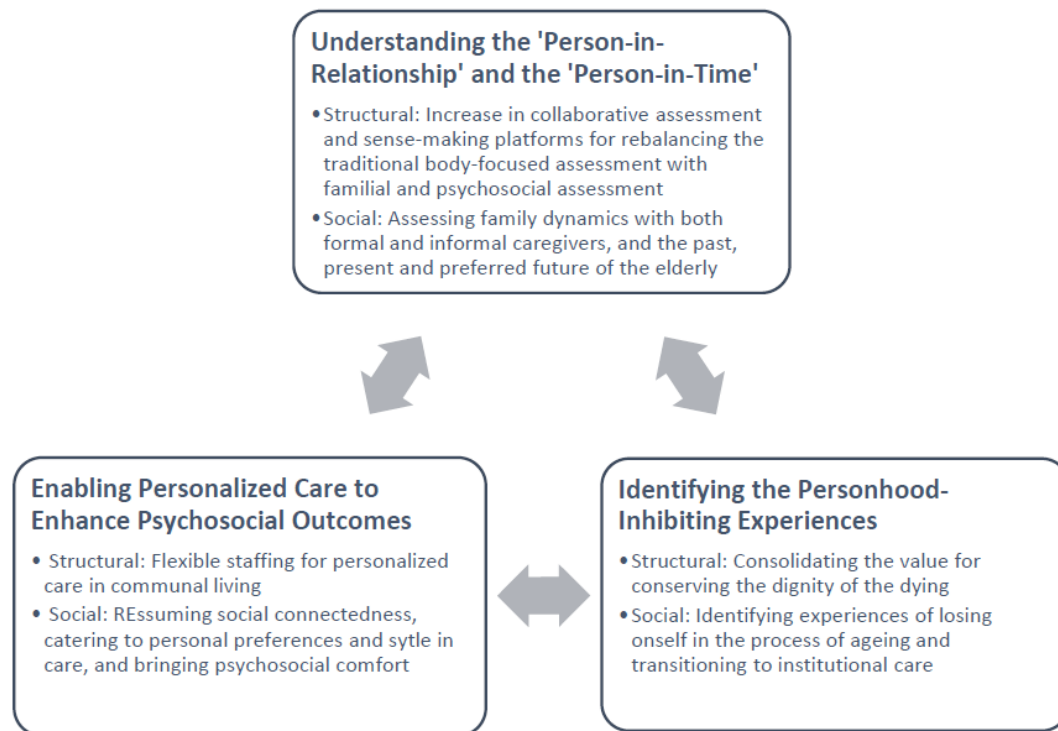 Understanding the 'Person-in-
Relationship' and the 'Person-in-Time'
•Structural: Increase in collaborative assessment
and sense-making platforms for rebalancing the
traditional body-focused assessment with
familial and psychosocial assessment
•Social: Assessing family dynamics with both
formal and informal caregivers, and the past,
present and preferred future of the elderly
Enabling Personalized Care to
Enhance Psychosocial Outcomes
• Structural: Flexible staffing for personalized
care in communal living
• Social: REssuming social connectedness,
catering to personal preferences and sytle in
care, and bringing psychosocial comfort
Identifying the Personhood-
Inhibiting Experiences
•Structural: Consolidating the value for
conserving the dignity of the dying
•Social: Identifying experiences of losing
onself in the process of ageing and
transitioning to institutional care